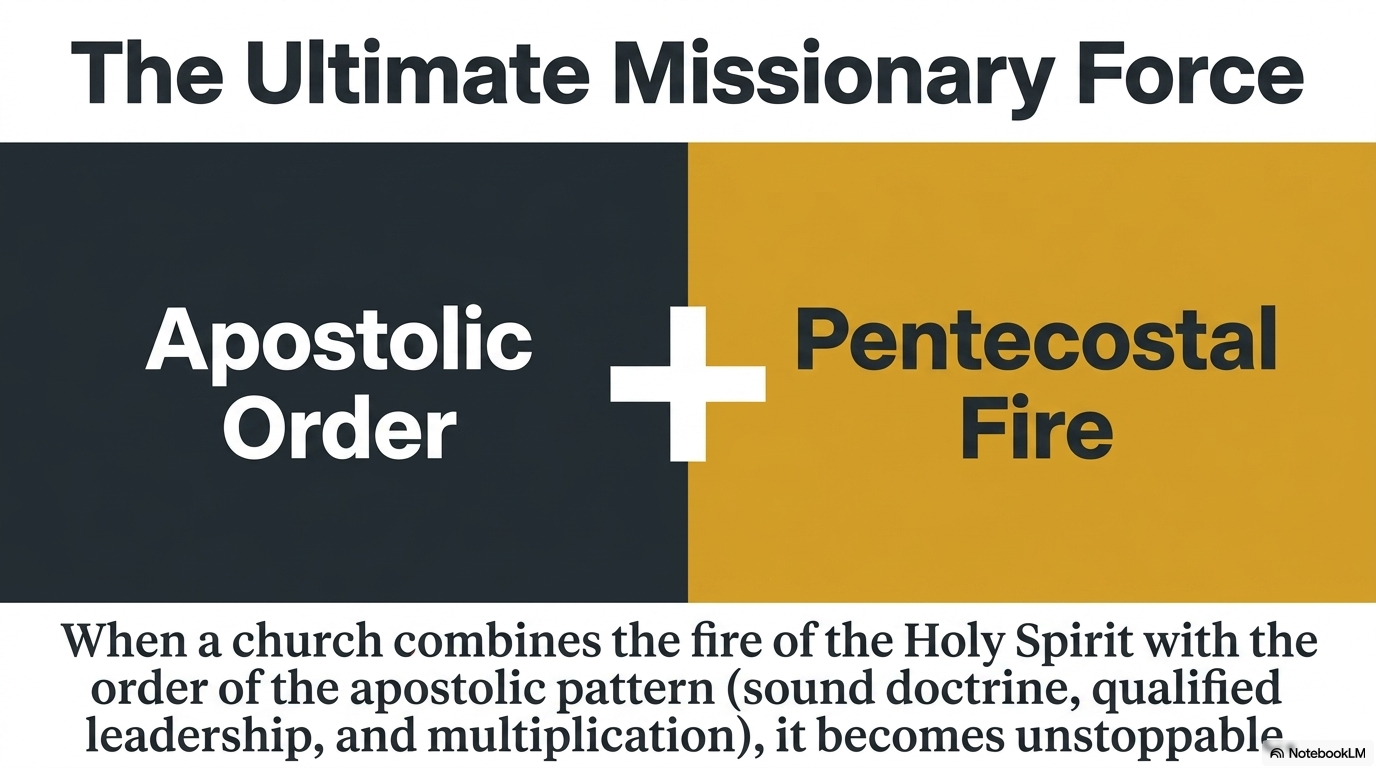 The Ultimate Missionary Force
Apostolic
Order
+
Pentecostal
Fire
When a church combines the fire of the Holy Spirit with the
order of the apostolic pattern (sound doctrine, qualified
leadership, and multiplication), it becomes unstoppable.
NotebookLM